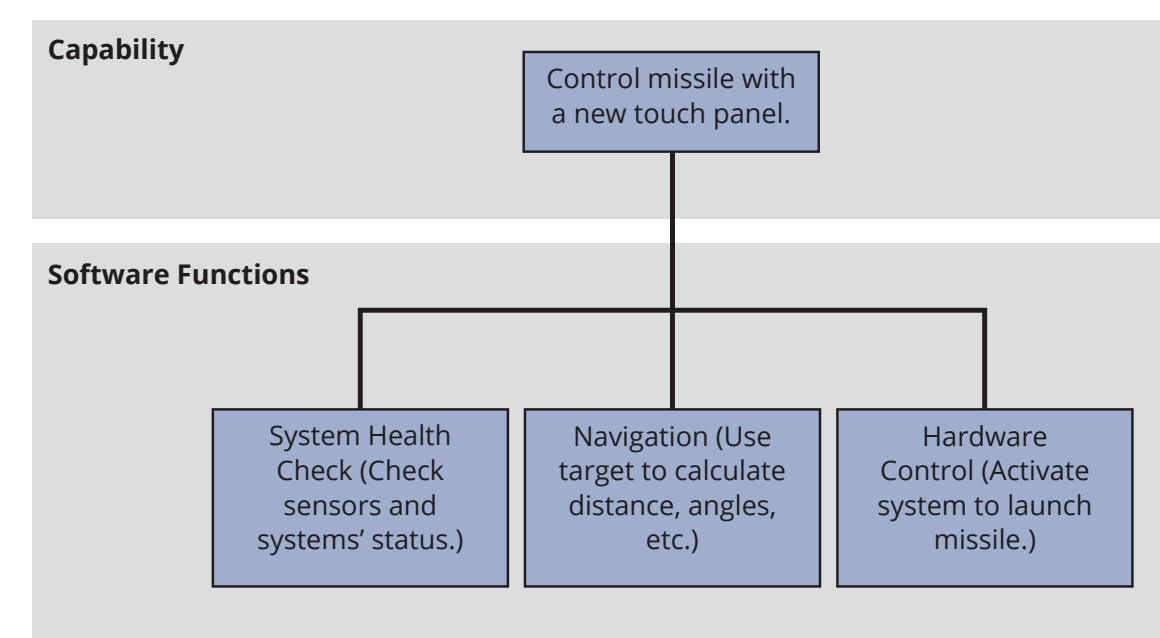 Capability
Control missile with
a new touch panel.
Software Functions
System Health
Check (Check
sensors and
systems’ status.)
Navigation (Use
target to calculate
distance, angles,
etc.)
Hardware
Control (Activate
system to launch
missile.)